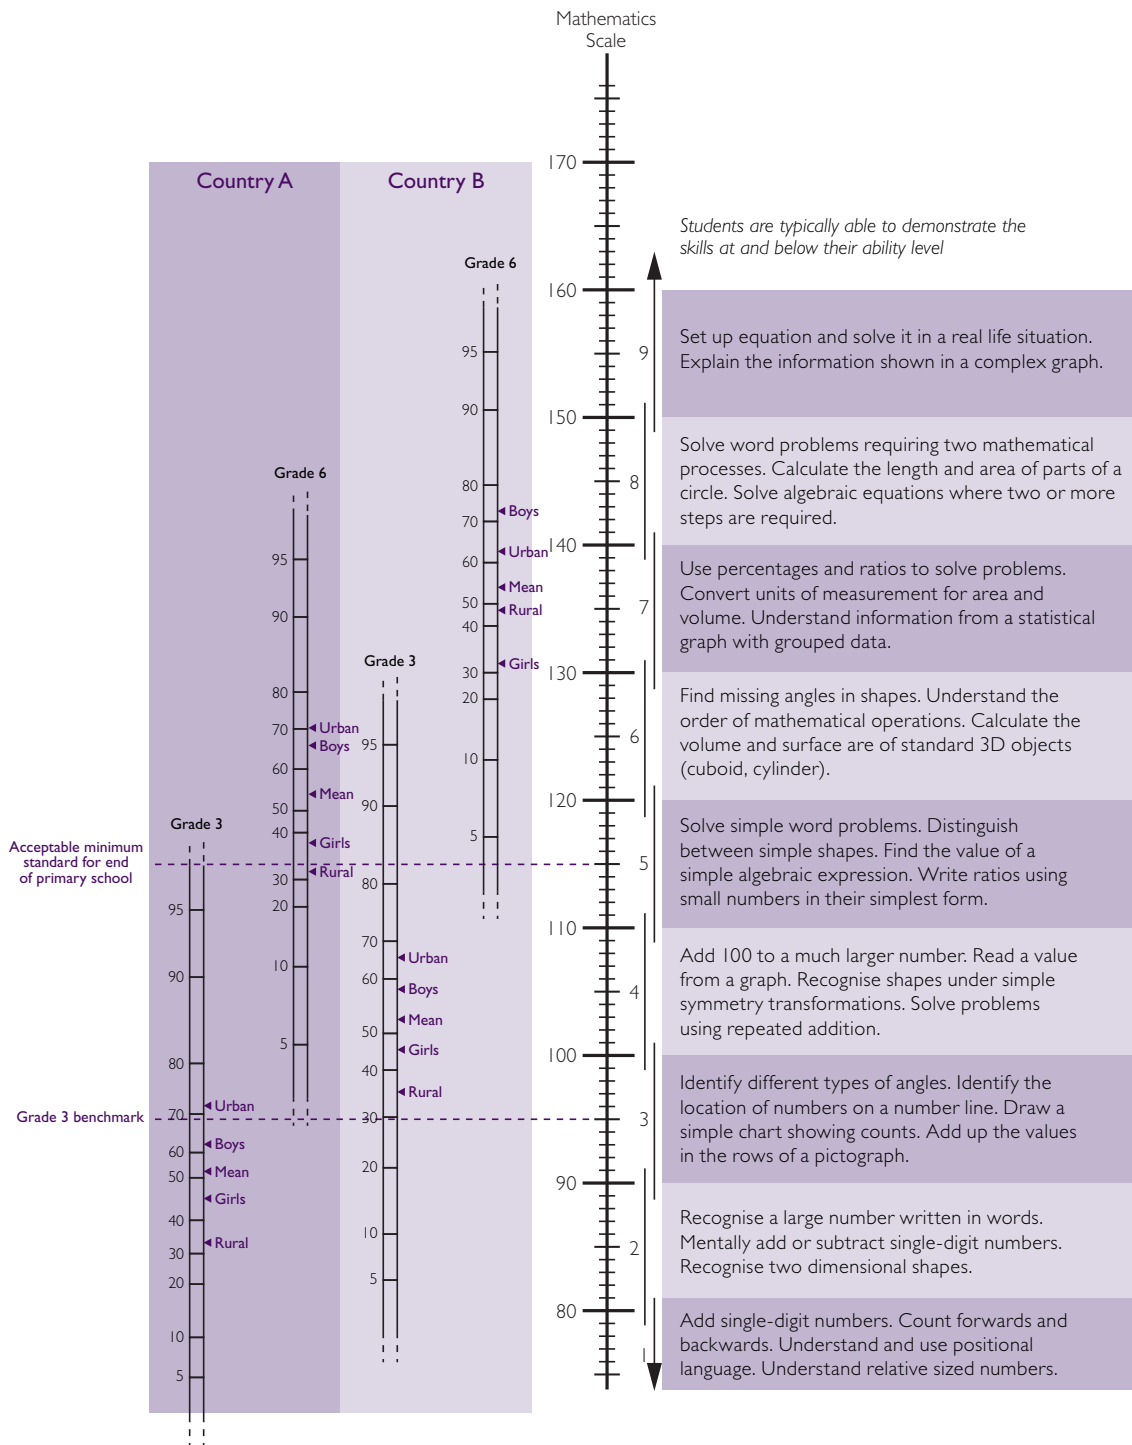 Mathematics
Scale
170
160
150
140
130
120
110
100
90
80
Country A
Country B
Grade 6
95
90
80
70
60
50
40
30
20
10
5
Boys
Urban
Mean
Rural
Girls
Grade 6
95
90
80
70
60
50
40
30
20
10
5
Urban
Boys
Mean
Girls
Rural
Grade 3
95
90
80
70
60
50
40
30
20
10
5
Urban
Boys
Mean
Girls
Rural
Grade 3
95
90
80
70
60
50
40
30
20
10
5
Urban
Boys
Mean
Girls
Rural
Acceptable minimum
standard for end
of primary school
Grade 3 benchmark
Students are typically able to demonstrate the
skills at and below their ability level
9
Set up equation and solve it in a real life situation.
Explain the information shown in a complex graph.
8
Solve word problems requiring two mathematical
processes. Calculate the length and area of parts of a
circle. Solve algebraic equations where two or more
steps are required.
7
Use percentages and ratios to solve problems.
Convert units of measurement for area and
volume. Understand information from a statistical
graph with grouped data.
6
Find missing angles in shapes. Understand the
order of mathematical operations. Calculate the
volume and surface are of standard 3D objects
(cuboid, cylinder).
5
Solve simple word problems. Distinguish
between simple shapes. Find the value of a
simple algebraic expression. Write ratios using
small numbers in their simplest form.
4
Add 100 to a much larger number. Read a value
from a graph. Recognise shapes under simple
symmetry transformations. Solve problems
using repeated addition.
3
Identify different types of angles. Identify the
location of numbers on a number line. Draw a
simple chart showing counts. Add up the values
in the rows of a pictograph.
2
Recognise a large number written in words.
Mentally add or subtract single-digit numbers.
Recognise two dimensional shapes.
1
Add single-digit numbers. Count forwards and
backwards. Understand and use positional
language. Understand relative sized numbers.